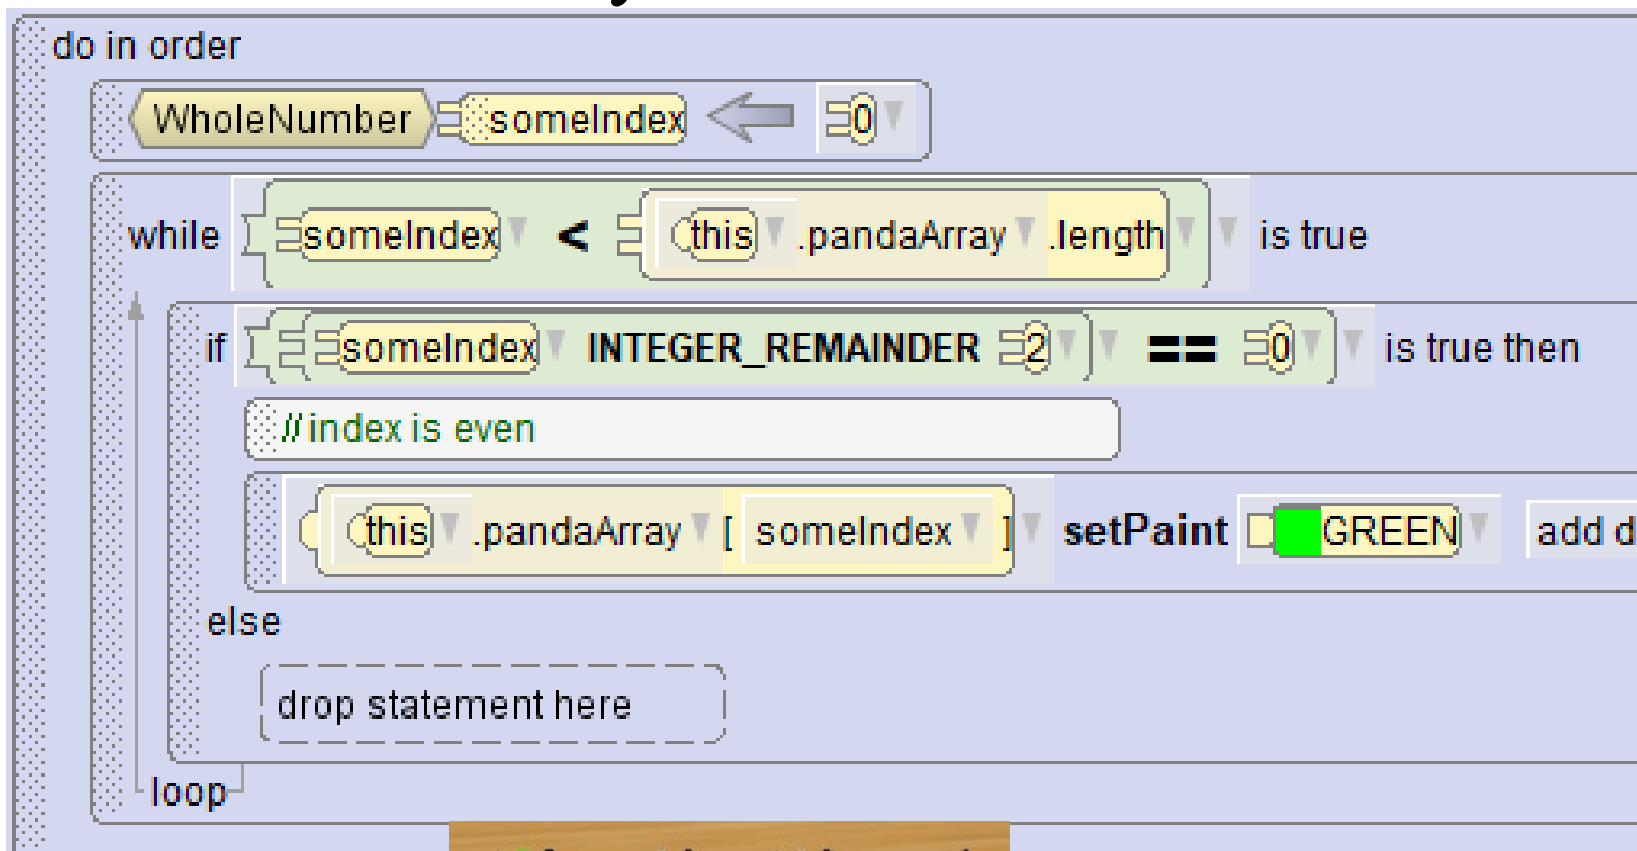 do in order
WholeNumber someIndex 0
while someIndex < this .pandaArray .length is true
if someIndex INTEGER_REMAINDER 2 == 0 is true then
// index is even
this .pandaArray [ someIndex ] setPaint GREEN add d
else
drop statement here
loop